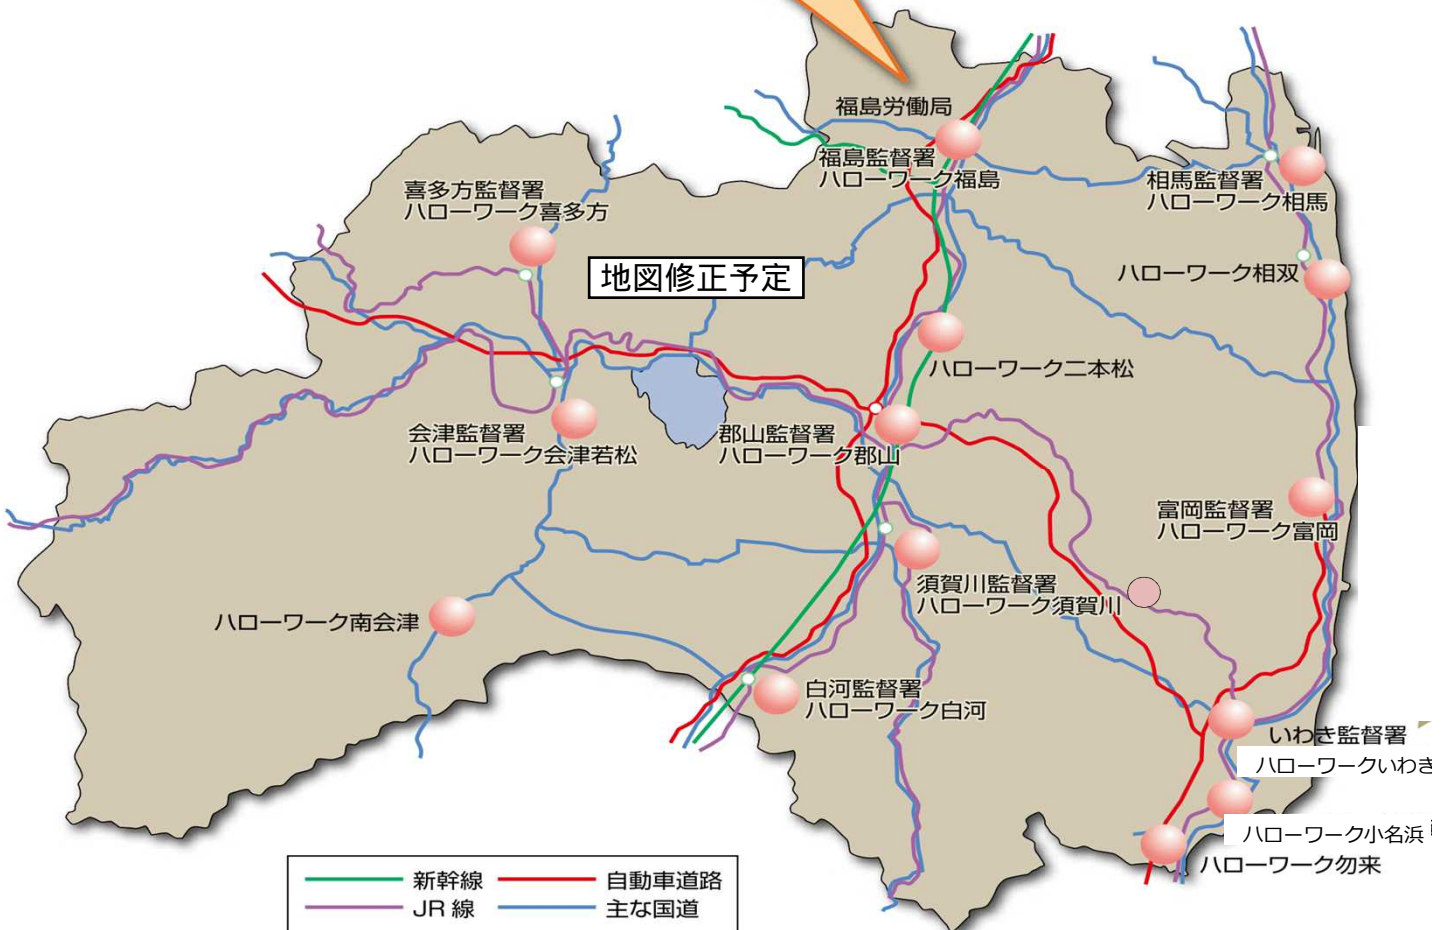 福島労働局
福島監督署
ハローワーク福島
相馬監督署
ハローワーク相馬
喜多方監督署
ハローワーク喜多方
地図修正予定
ハローワーク相双
ハローワーク二本松
会津監督署
ハローワーク会津若松
郡山監督署
ハローワーク郡山
富岡監督署
ハローワーク富岡
須賀川監督署
ハローワーク須賀川
ハローワーク南会津
白河監督署
ハローワーク白河
いわき監督署
ハローワークいわき
ハローワーク小名浜
ハローワーク勿来
新幹線
自動車道路
JR 線
主な国道